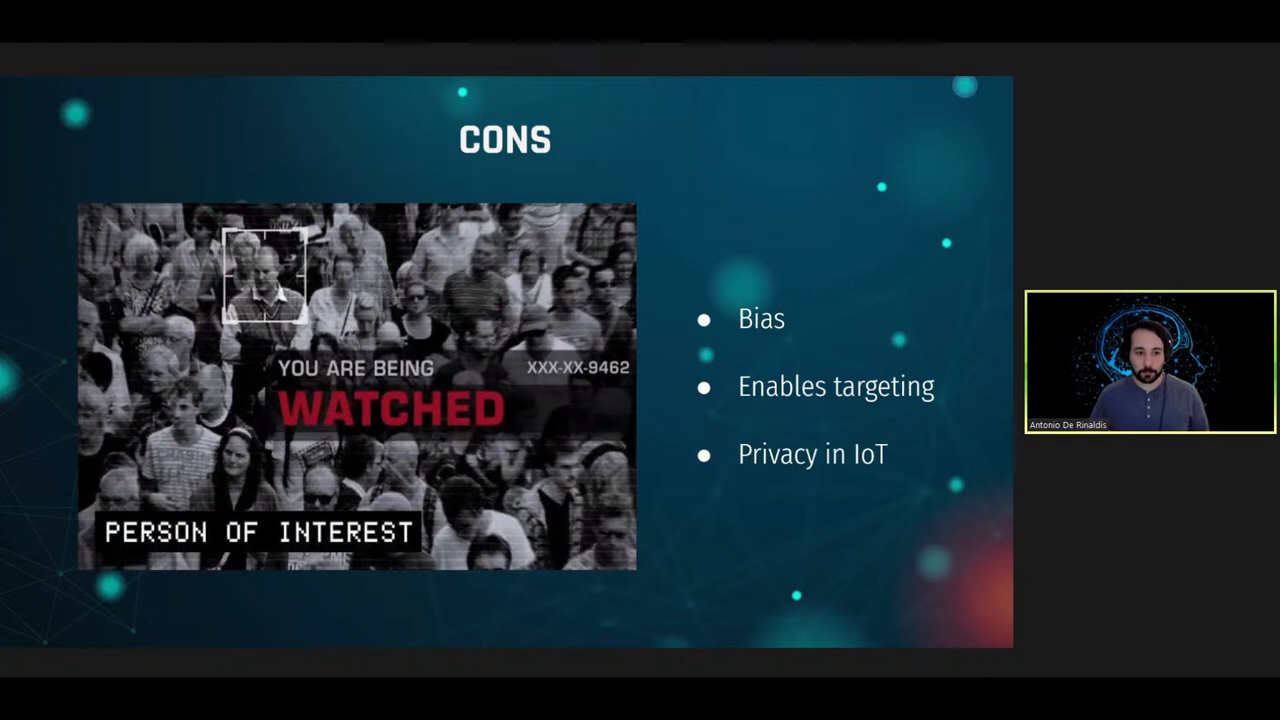 CONS
YOU ARE BEING
XXX-XX-9462
WATCHED
PERSON OF INTEREST
● Bias
● Enables targeting
● Privacy in IoT
Antonio De Rinaldis